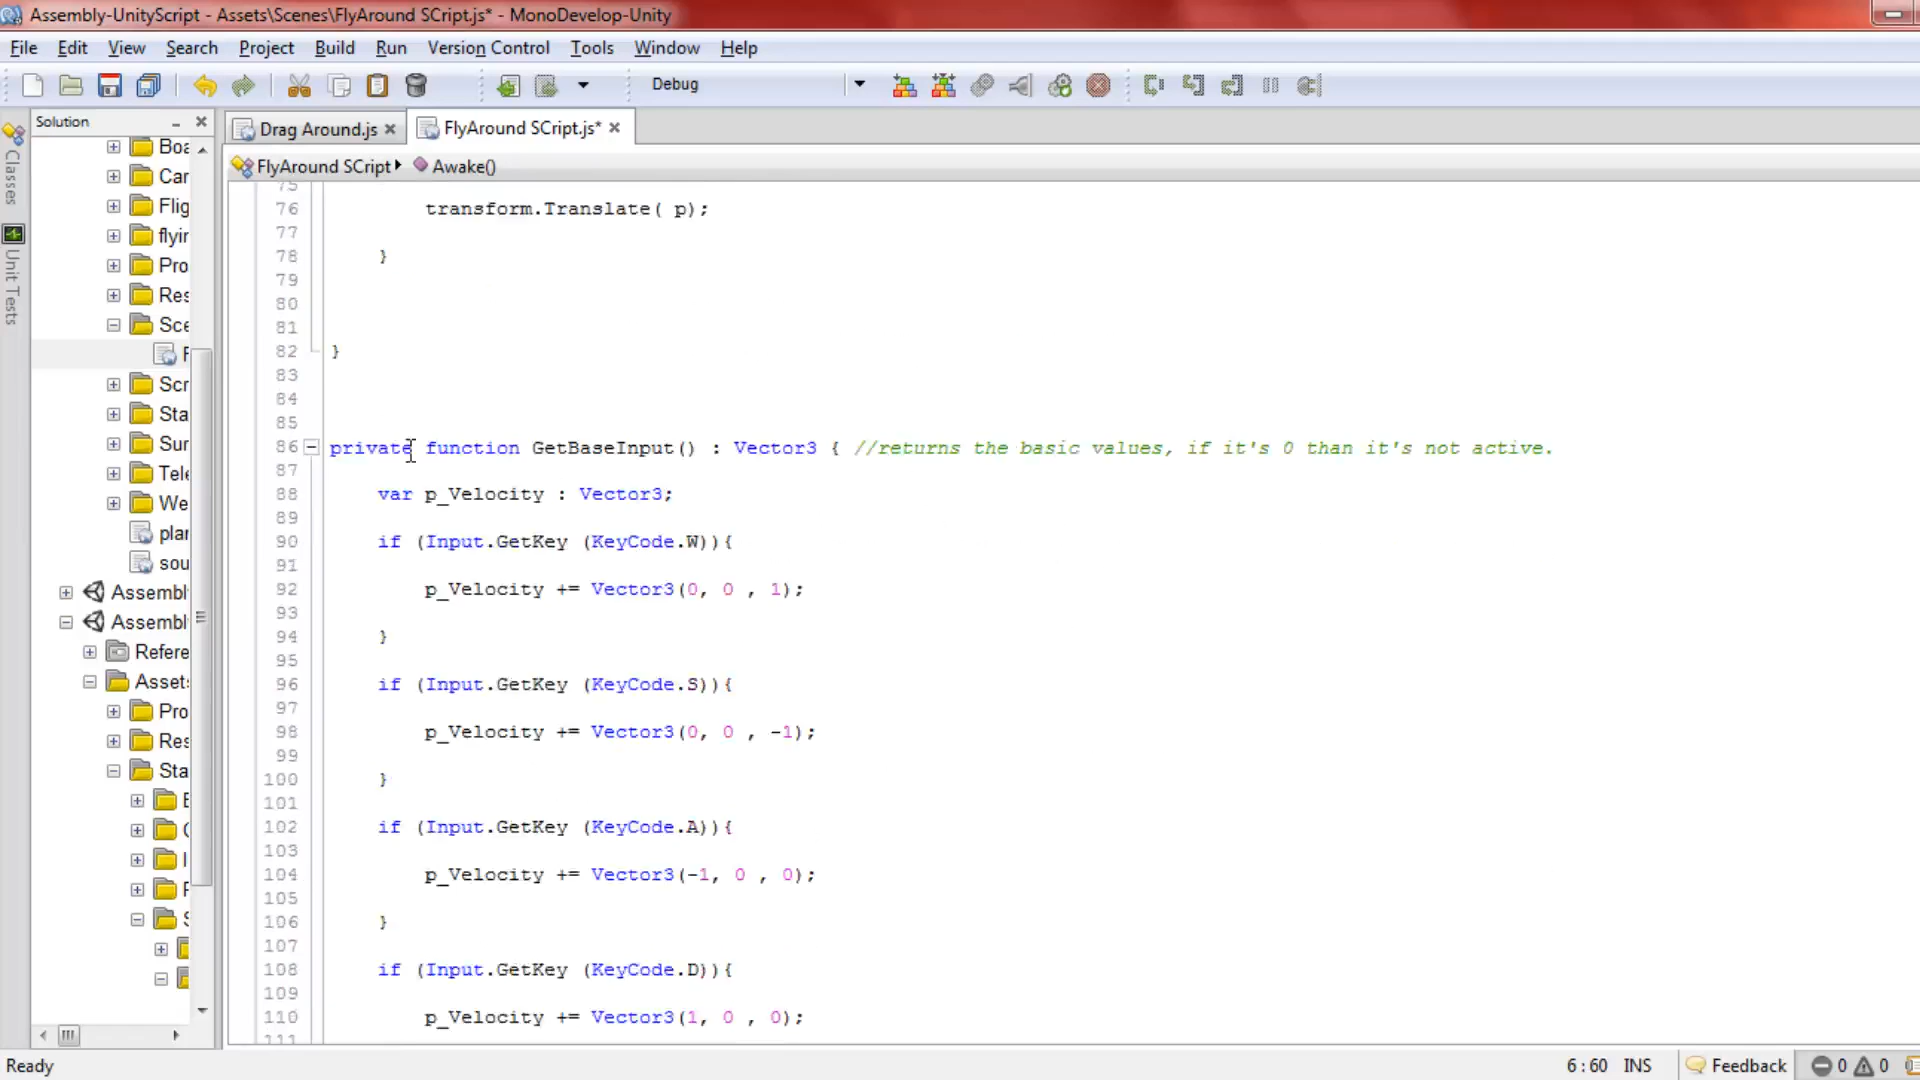 Assembly-UnityScript - Assets\Scenes\FlyAround SCript.js* - MonoDevelop-Unity
File Edit View Search Project Build Run Version Control Tools Window Help
Debug
Solution
Drag Around.js
FlyAround SCript.js*
FlyAround SCript
Awake()
Classes
Unit Tests
Boa
Car
Flig
flyin
Pro
Res
Sce
F
Scr
Sta
Sur
Tele
We
plan
sou
Assembl
Assembl
Refere
Assets
Pro
Res
Sta
75
76 transform.Translate( p);
77
78 }
79
80
81
82 }
83
84
85
86 private function GetBaseInput() : Vector3 { //returns the basic values, if it's 0 than it's not active.
87
88 var p_Velocity : Vector3;
89
90 if (Input.GetKey (KeyCode.W)){
91
92 p_Velocity += Vector3(0, 0 , 1);
93
94 }
95
96 if (Input.GetKey (KeyCode.S)){
97
98 p_Velocity += Vector3(0, 0 , -1);
99
100 }
101
102 if (Input.GetKey (KeyCode.A)){
103
104 p_Velocity += Vector3(-1, 0 , 0);
105
106 }
107
108 if (Input.GetKey (KeyCode.D)){
109
110 p_Velocity += Vector3(1, 0 , 0);
111
Ready
6 : 60 INS Feedback 0 0